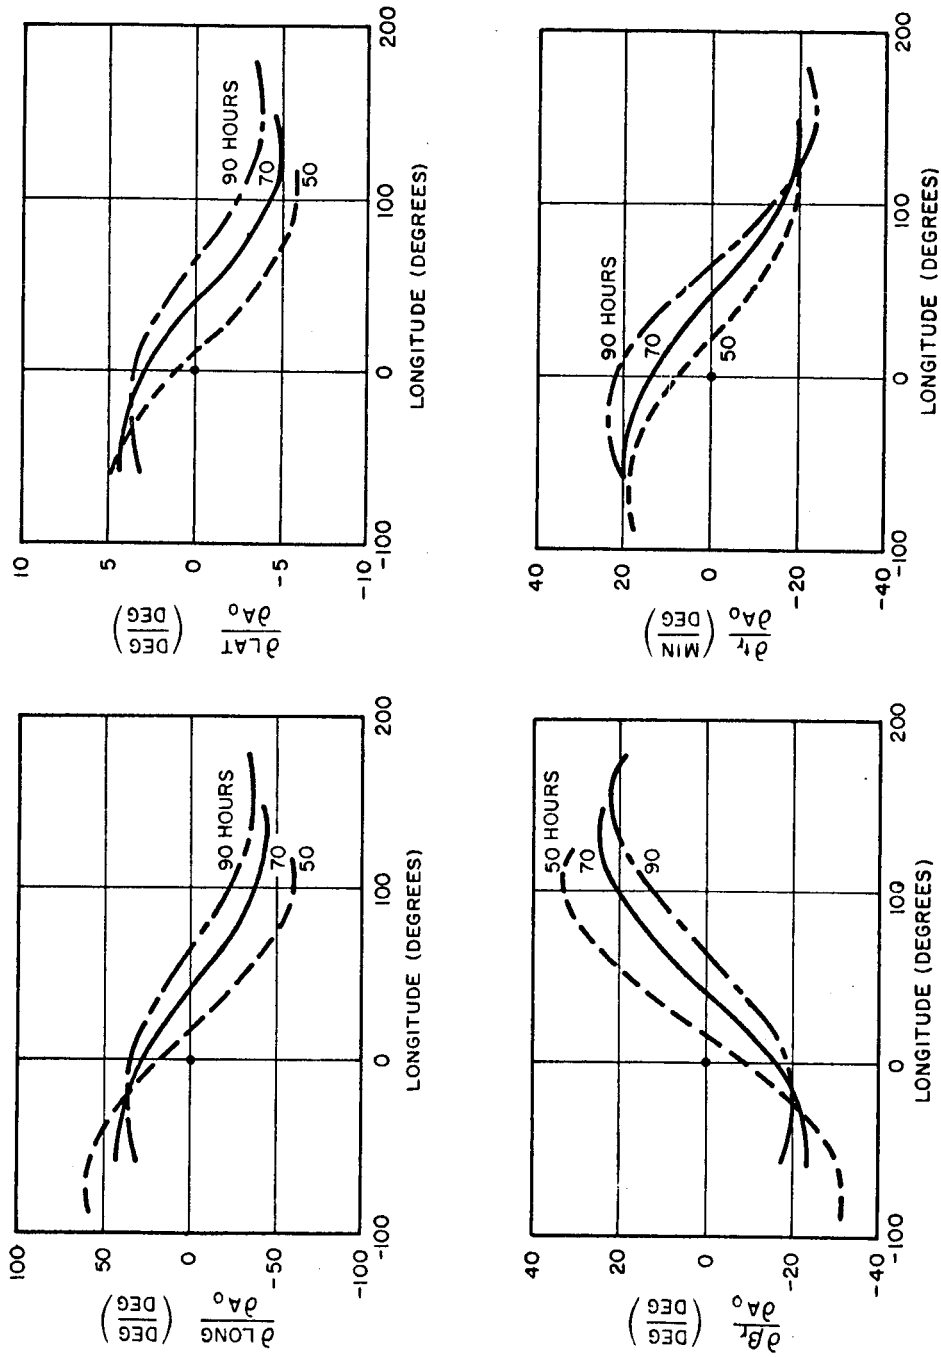 ∂LONG
∂A₀
(DEG
DEG)
100
50
0
-50
-100
-100
0
100
200
90 HOURS
70
50
LONGITUDE (DEGREES)
∂LAT
∂A₀
(DEG
DEG)
10
5
0
-5
-10
-100
0
100
200
90 HOURS
70
50
LONGITUDE (DEGREES)
∂βr
∂A₀
(DEG
DEG)
40
20
0
-20
-40
-100
0
100
200
50 HOURS
70
90
LONGITUDE (DEGREES)
∂tr
∂A₀
(MIN
DEG)
40
20
0
-20
-40
-100
0
100
200
90 HOURS
70
50
LONGITUDE (DEGREES)